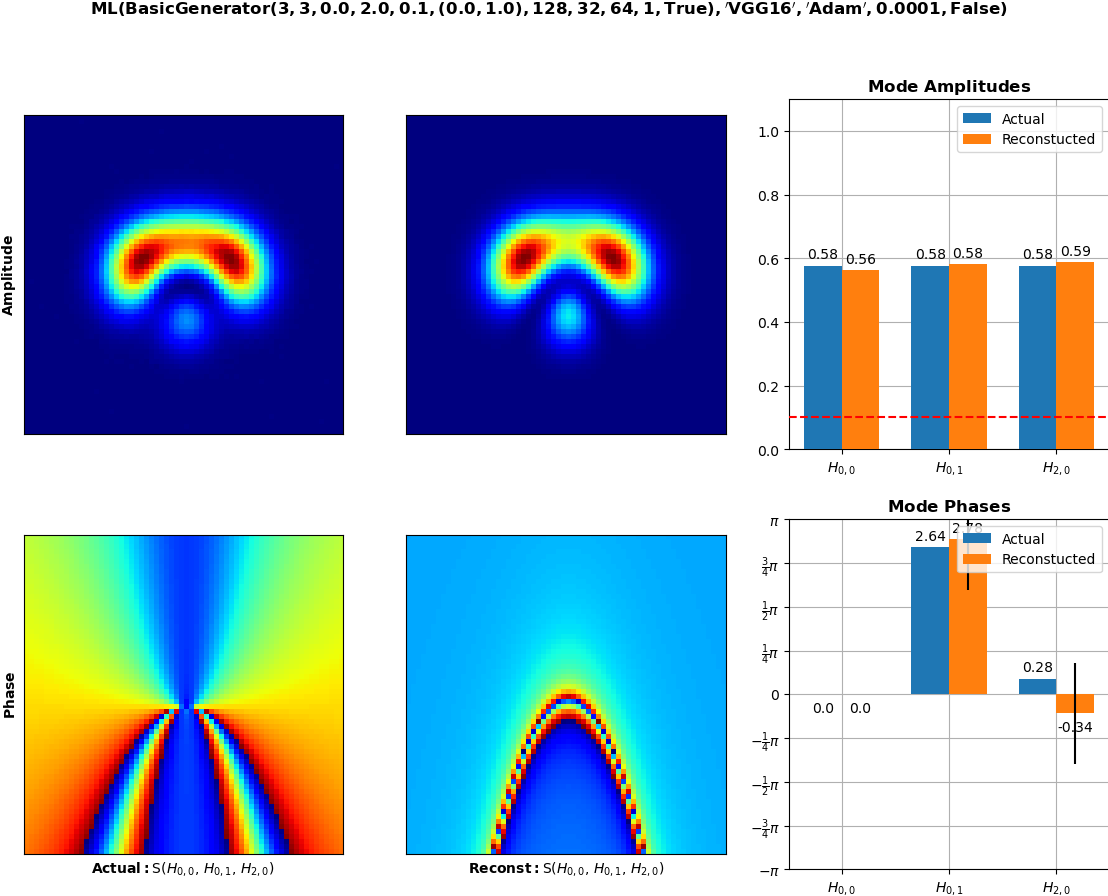 ML(BasicGenerator(3, 3, 0.0, 2.0, 0.1, (0.0, 1.0), 128, 32, 64, 1, True), ′VGG16′, ′Adam′, 0.0001, False)
Amplitude
Mode Amplitudes
Actual
Reconstucted
1.0
0.8
0.6
0.4
0.2
0.0
0.58
0.56
0.58
0.58
0.58
0.59
H0,0
H0,1
H2,0
Phase
Actual: S(H0,0, H0,1, H2,0)
Reconst: S(H0,0, H0,1, H2,0)
Mode Phases
Actual
Reconstucted
π
3/4π
1/2π
1/4π
0
−1/4π
−1/2π
−3/4π
−π
0.0
0.0
2.64
2.78
0.28
-0.34
H0,0
H0,1
H2,0